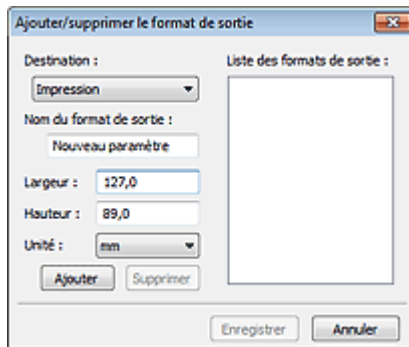 Ajouter/supprimer le format de sortie
Destination :
Impression
Nom du format de sortie :
Nouveau paramètre
Largeur : 127,0
Hauteur : 89,0
Unité : mm
Ajouter Supprimer
Liste des formats de sortie :
Enregistrer Annuler